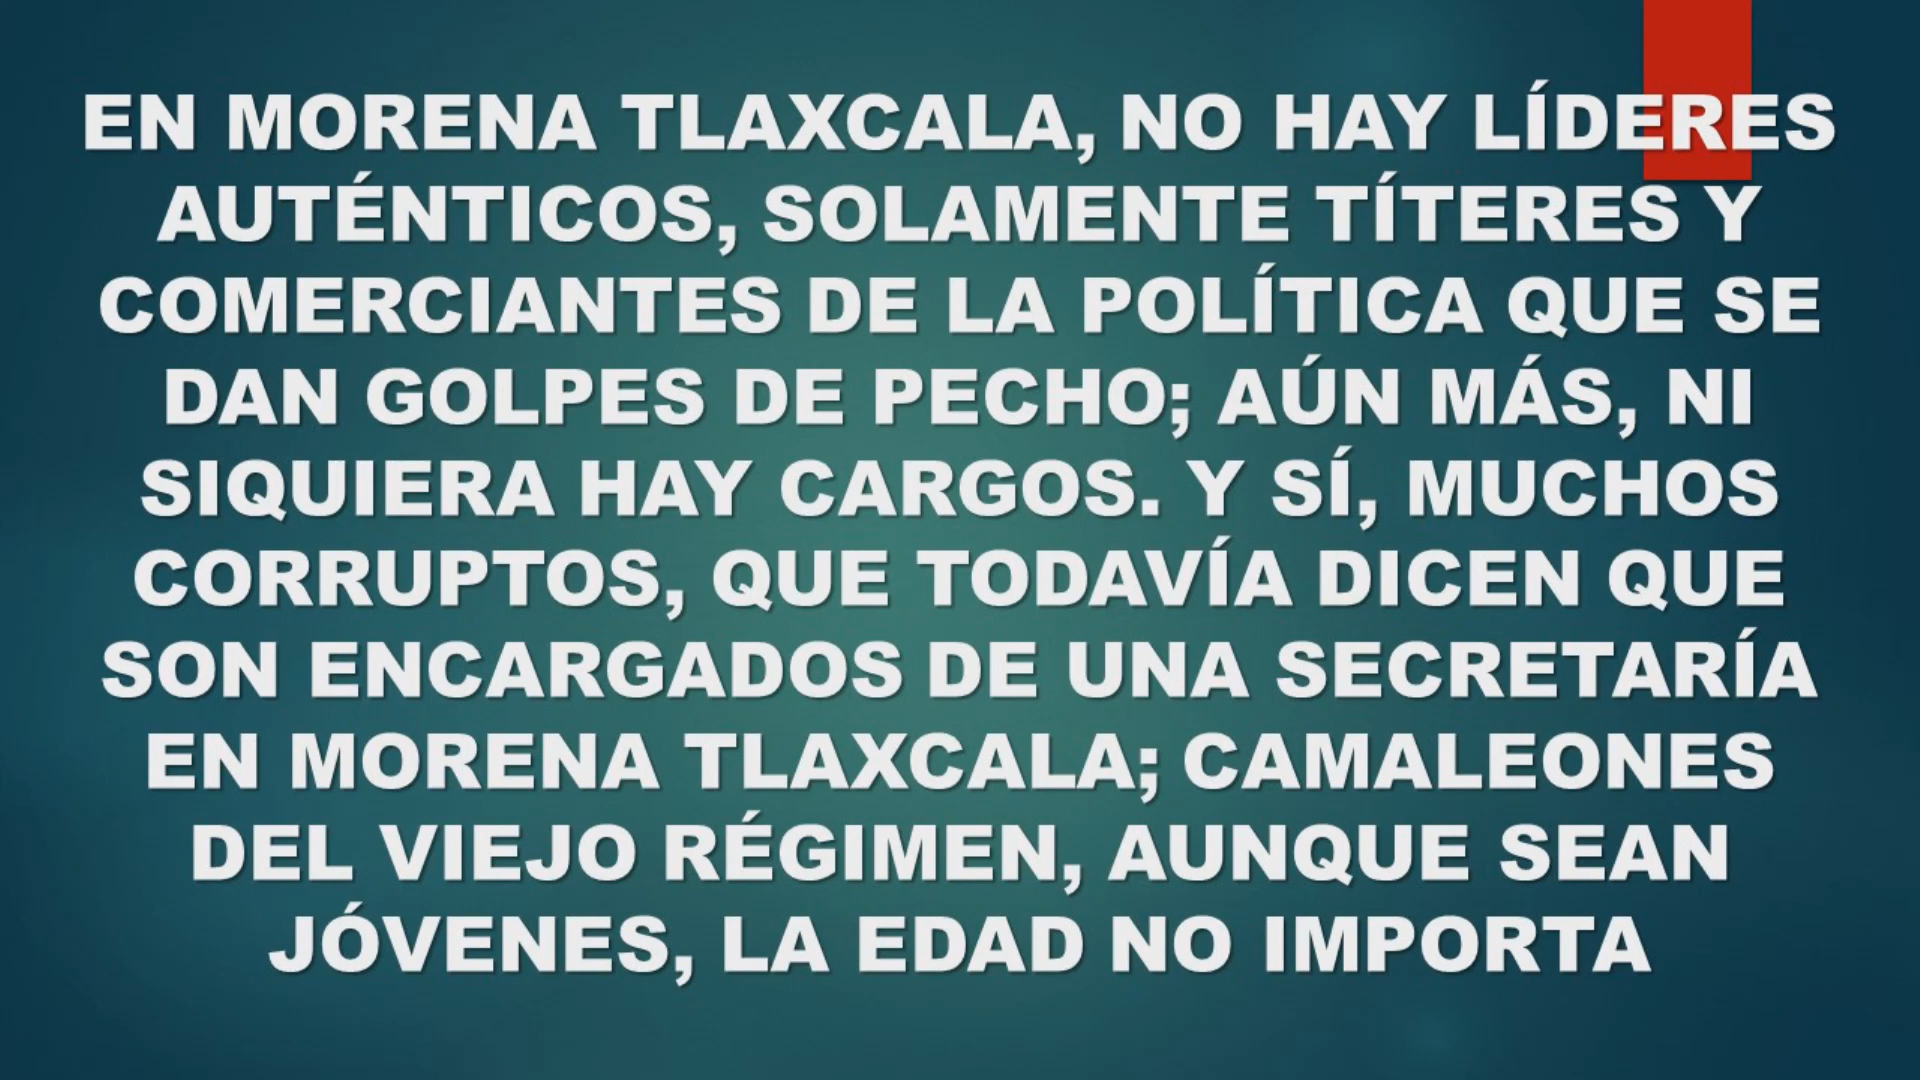 EN MORENA TLAXCALA, NO HAY LÍDERES
AUTÉNTICOS, SOLAMENTE TÍTERES Y
COMERCIANTES DE LA POLÍTICA QUE SE
DAN GOLPES DE PECHO; AÚN MÁS, NI
SIQUIERA HAY CARGOS. Y SÍ, MUCHOS
CORRUPTOS, QUE TODAVÍA DICEN QUE
SON ENCARGADOS DE UNA SECRETARÍA
EN MORENA TLAXCALA; CAMALEONES
DEL VIEJO RÉGIMEN, AUNQUE SEAN
JÓVENES, LA EDAD NO IMPORTA